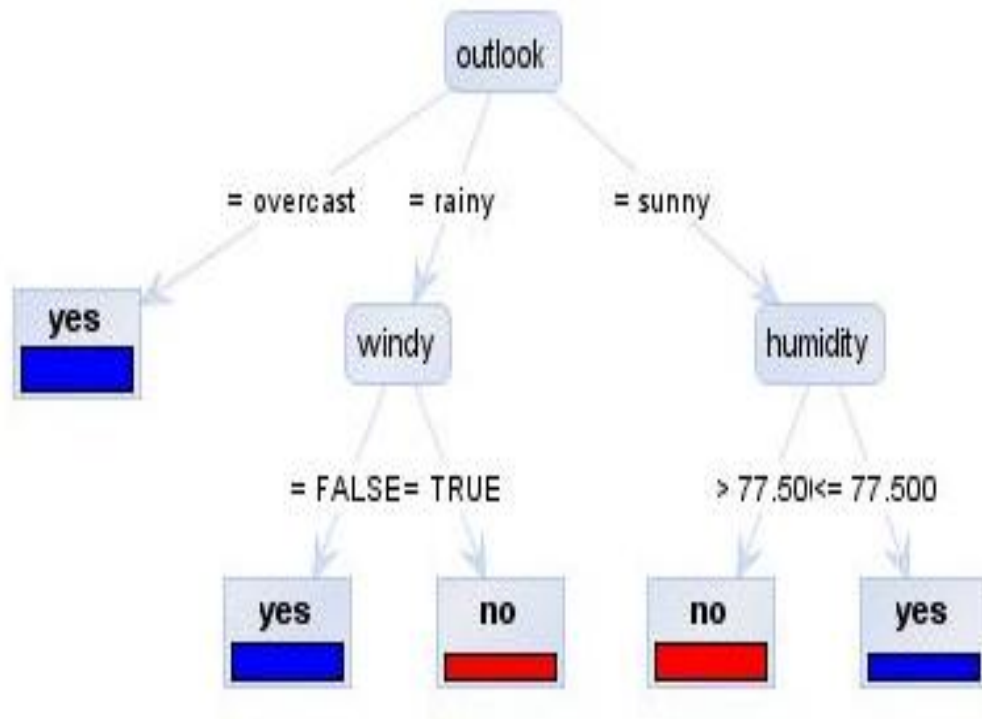 outlook
= overcast = rainy = sunny
yes windy humidity
= FALSE = TRUE > 77.50 <= 77.500
yes no no yes